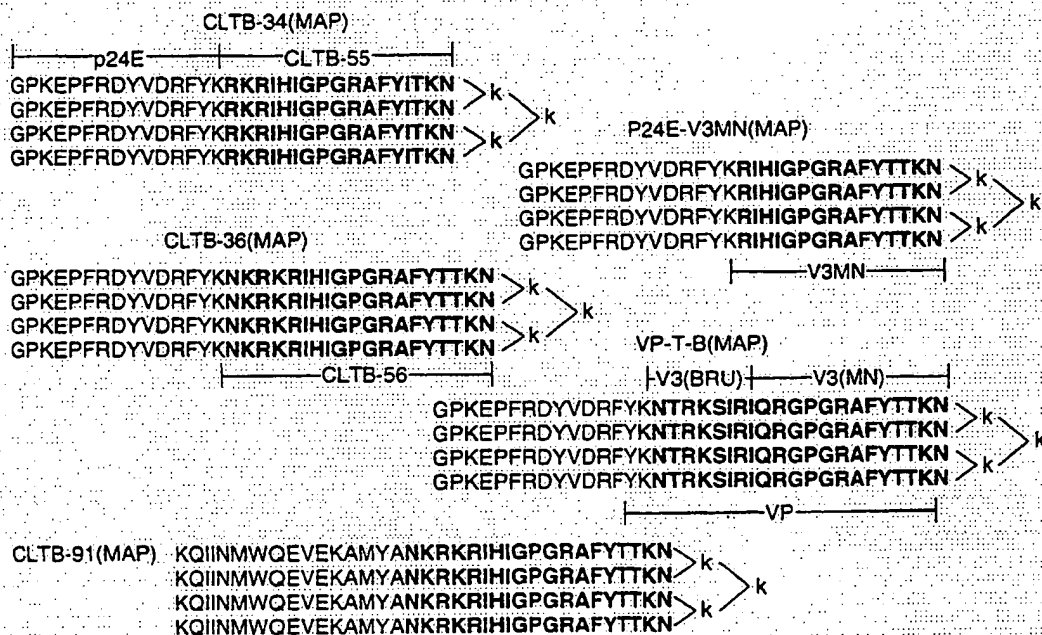 CLTB-34(MAP)
p24E CLTB-55
GPKEPFRDYVDRFYKRKRIHIGPGRAFYITKN
GPKEPFRDYVDRFYKRKRIHIGPGRAFYITKN k
k
GPKEPFRDYVDRFYKRKRIHIGPGRAFYITKN
GPKEPFRDYVDRFYKRKRIHIGPGRAFYITKN k
P24E-V3MN(MAP)
GPKEPFRDYVDRFYKRIHIGPGRAFYTTKN
GPKEPFRDYVDRFYKRIHIGPGRAFYTTKN k
k
GPKEPFRDYVDRFYKRIHIGPGRAFYTTKN
GPKEPFRDYVDRFYKRIHIGPGRAFYTTKN k
V3MN
CLTB-36(MAP)
GPKEPFRDYVDRFYKNKRKRIHIGPGRAFYTTKN
GPKEPFRDYVDRFYKNKRKRIHIGPGRAFYTTKN k
k
GPKEPFRDYVDRFYKNKRKRIHIGPGRAFYTTKN
GPKEPFRDYVDRFYKNKRKRIHIGPGRAFYTTKN k
CLTB-56
VP-T-B(MAP)
V3(BRU) V3(MN)
GPKEPFRDYVDRFYKNTRKSIRIQRGPGRAFYTTKN
GPKEPFRDYVDRFYKNTRKSIRIQRGPGRAFYTTKN k
k
GPKEPFRDYVDRFYKNTRKSIRIQRGPGRAFYTTKN
GPKEPFRDYVDRFYKNTRKSIRIQRGPGRAFYTTKN k
VP
CLTB-91(MAP) KQIINMWQEVEKAMYANKRKRIHIGPGRAFYTTKN
KQIINMWQEVEKAMYANKRKRIHIGPGRAFYTTKN k
k
KQIINMWQEVEKAMYANKRKRIHIGPGRAFYTTKN
KQIINMWQEVEKAMYANKRKRIHIGPGRAFYTTKN k